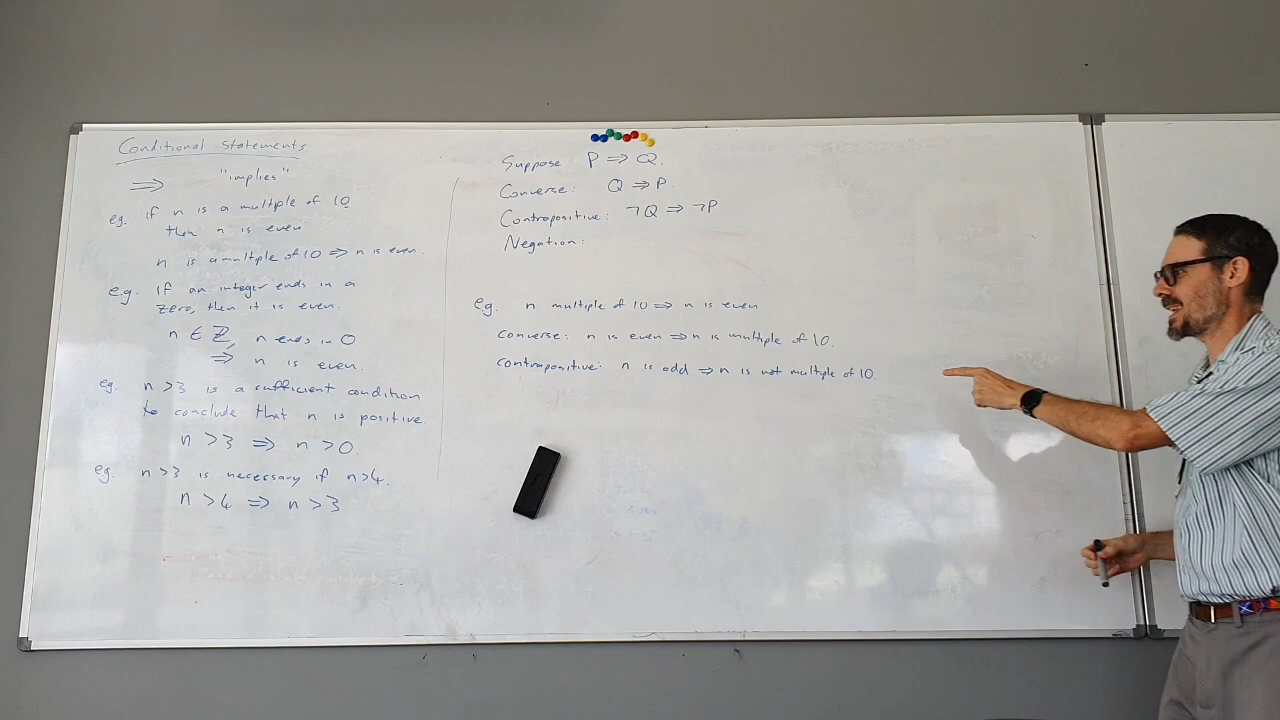 Conditional Statements
⟹ "implies"
eg. if n is a multiple of 10
then n is even
n is a multiple of 10 ⟹ n is even.
e.g. if an integer ends in a
zero, then it is even.
n ∈ ℤ, n ends in 0
⟹ n is even.
eg. n > 3 is a sufficient condition
to conclude that n is positive.
n > 3 ⟹ n > 0.
eg. n > 3 is necessary if n > 4.
n > 4 ⟹ n > 3
Suppose P ⟹ Q.
Converse: Q ⟹ P.
Contrapositive: ¬Q ⟹ ¬P
Negation:
e.g. n multiple of 10 ⟹ n is even
converse: n is even ⟹ n is multiple of 10.
contrapositive: n is odd ⟹ n is not multiple of 10.